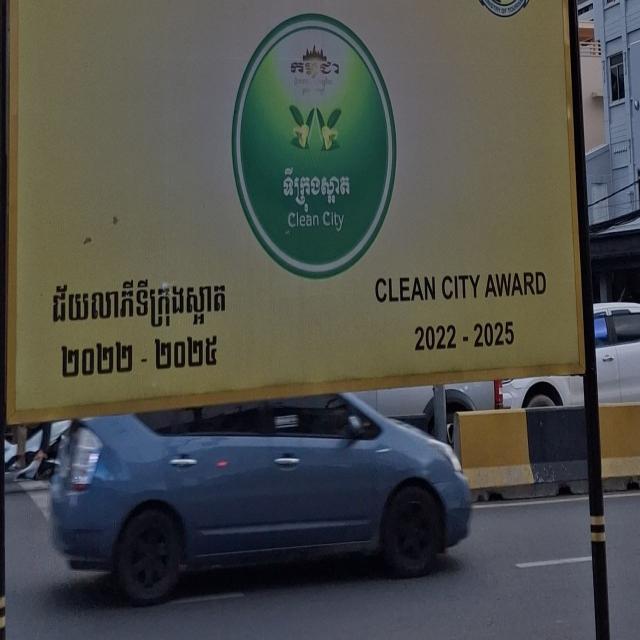 កម្ពុជា
ទីក្រុងស្អាត
Clean City
ជ័យលាភីទីក្រុងស្អាត
២០២២ - ២០២៥
CLEAN CITY AWARD
2022 - 2025